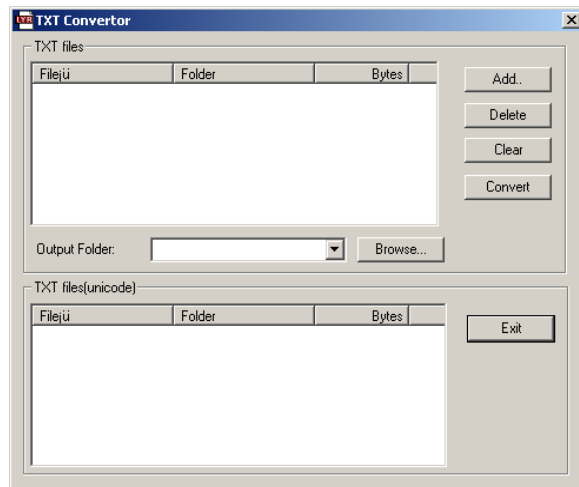 LYR TXT Convertor
TXT files
Filejü Folder Bytes
Add..
Delete
Clear
Convert
Output Folder: Browse...
TXT files(unicode)
Filejü Folder Bytes
Exit